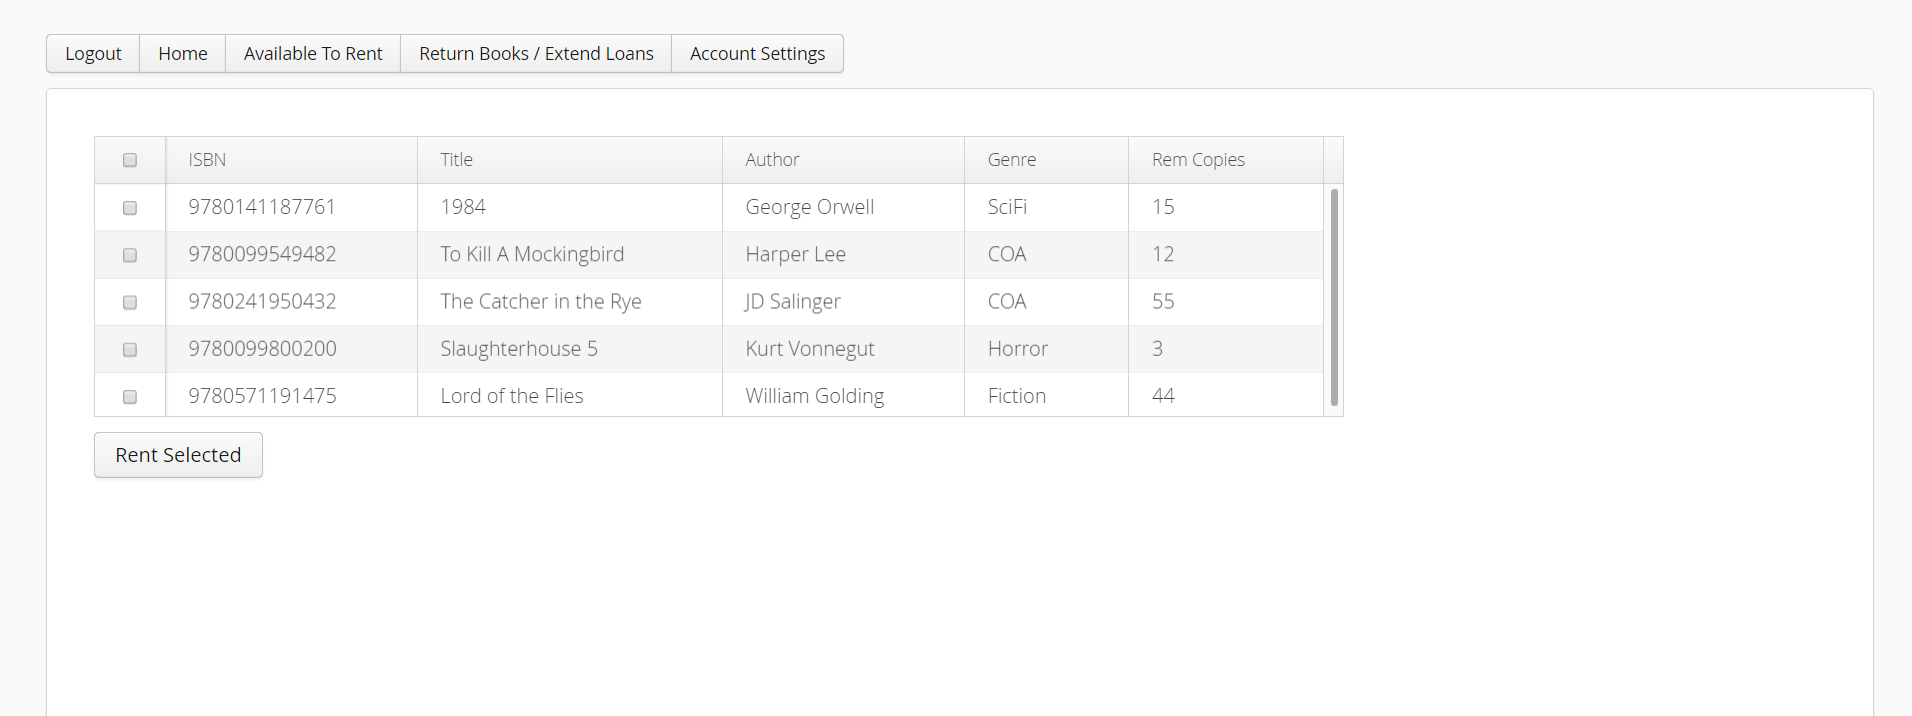 Logout Home Available To Rent Return Books / Extend Loans Account Settings
ISBN Title Author Genre Rem Copies
9780141187761 1984 George Orwell SciFi 15
9780099549482 To Kill A Mockingbird Harper Lee COA 12
9780241950432 The Catcher in the Rye JD Salinger COA 55
9780099800200 Slaughterhouse 5 Kurt Vonnegut Horror 3
9780571191475 Lord of the Flies William Golding Fiction 44
Rent Selected